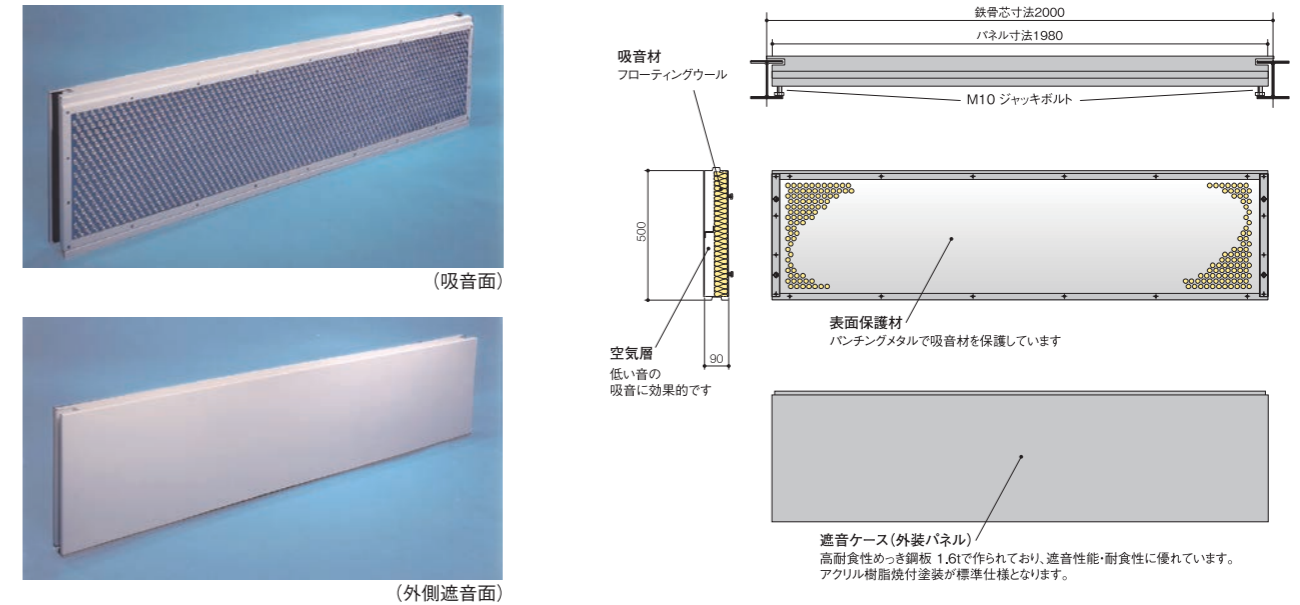 (吸音面)
(外側遮音面)
鉄骨芯寸法2000
パネル寸法1980
M10 ジャッキボルト
吸音材
フローティングウール
500
90
空気層
低い音の
吸音に効果的です
表面保護材
パンチングメタルで吸音材を保護しています
遮音ケース(外装パネル)
高耐食性めっき鋼板 1.6tで作られており、遮音性能・耐食性に優れています。
アクリル樹脂焼付塗装が標準仕様となります。